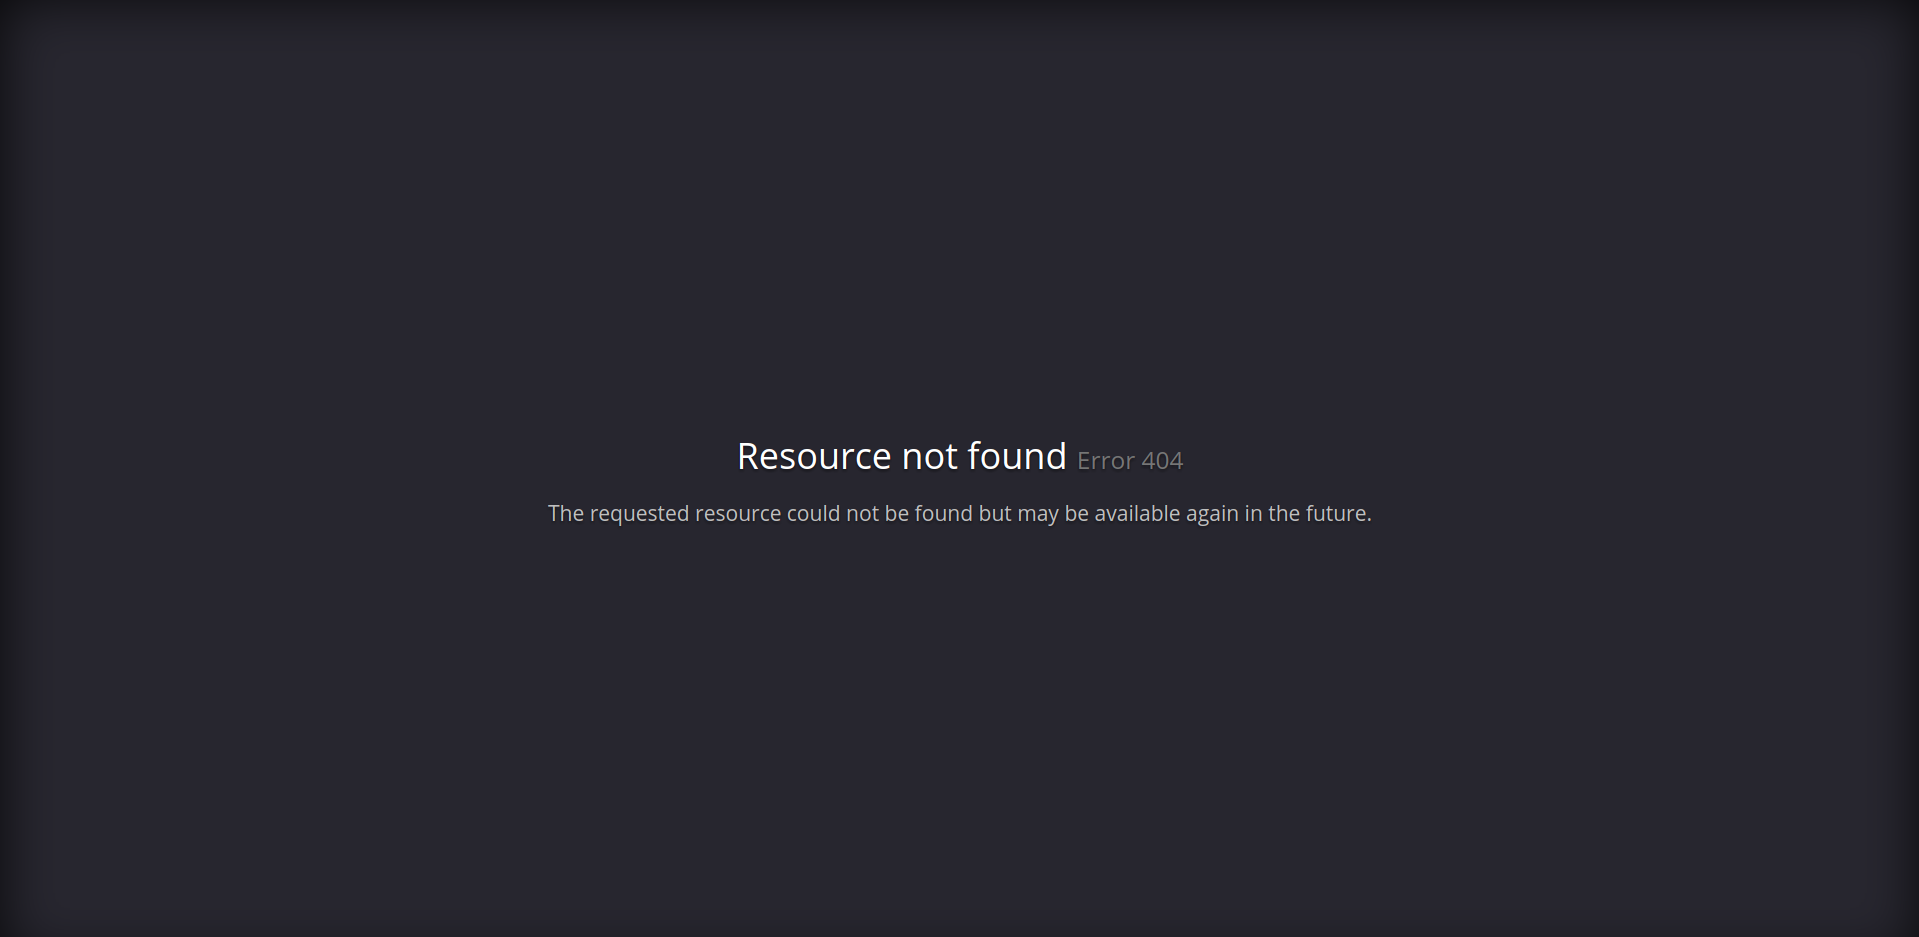 Resource not found Error 404
The requested resource could not be found but may be available again in the future.